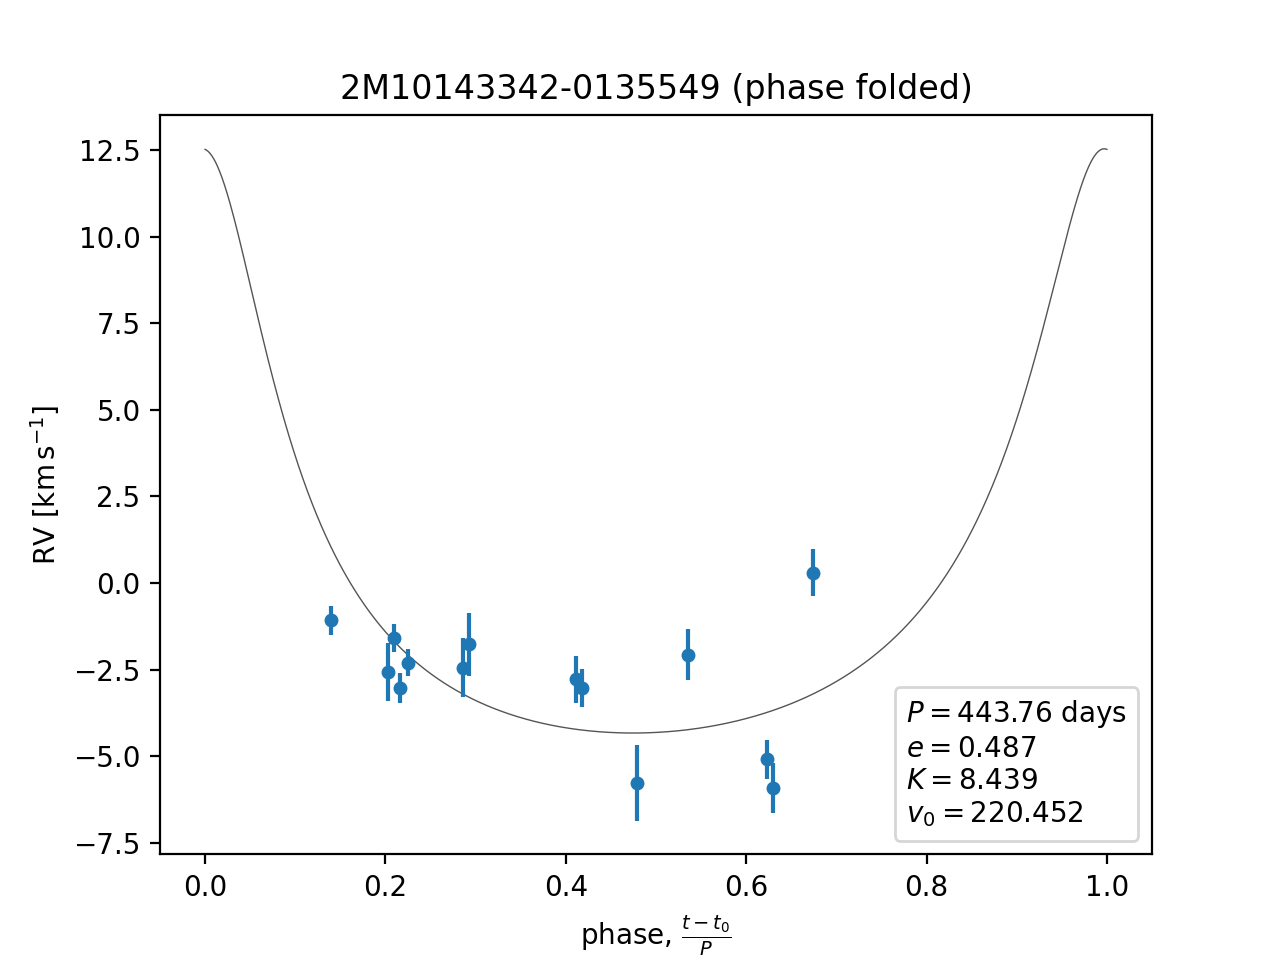 2M10143342-0135549 (phase folded)
12.5
10.0
7.5
5.0
2.5
0.0
−2.5
−5.0
−7.5
RV [km s−1]
P = 443.76 days
e = 0.487
K = 8.439
v0 = 220.452
0.0 0.2 0.4 0.6 0.8 1.0
phase, t − t0 / P